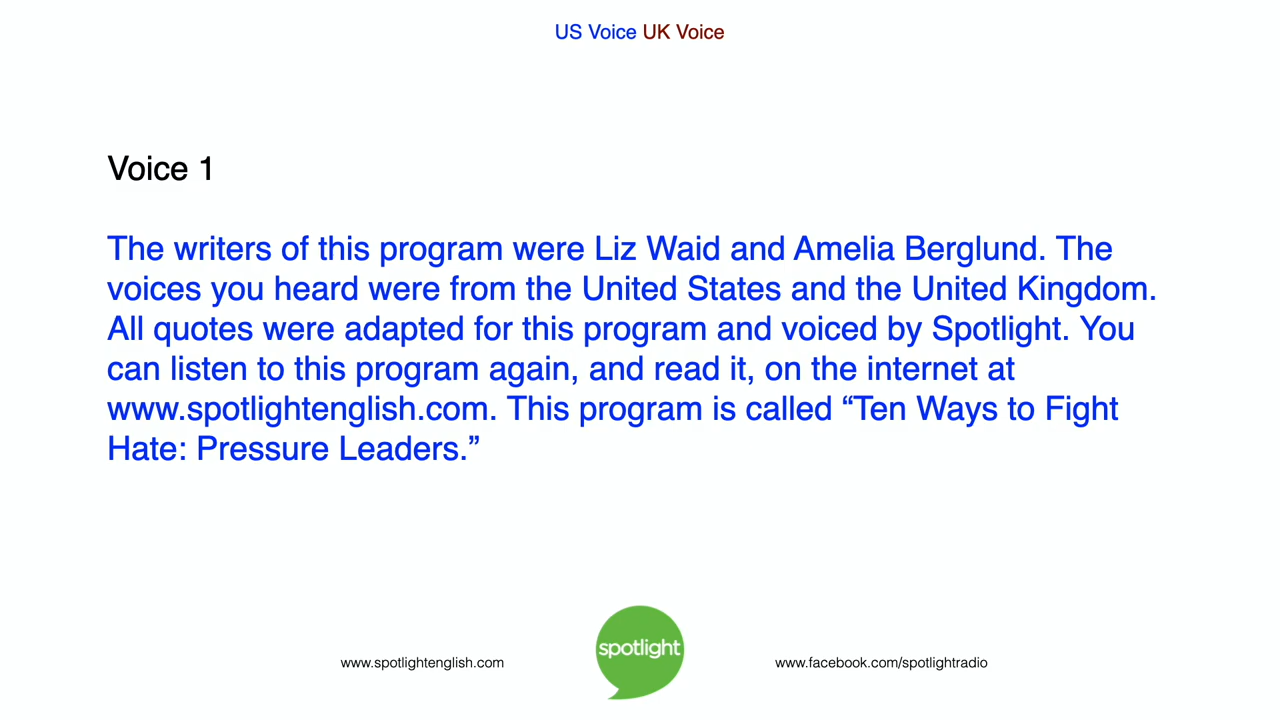 US Voice UK Voice
Voice 1
The writers of this program were Liz Waid and Amelia Berglund. The
voices you heard were from the United States and the United Kingdom.
All quotes were adapted for this program and voiced by Spotlight. You
can listen to this program again, and read it, on the internet at
www.spotlightenglish.com. This program is called “Ten Ways to Fight
Hate: Pressure Leaders.”
spotlight
www.spotlightenglish.com
www.facebook.com/spotlightradio